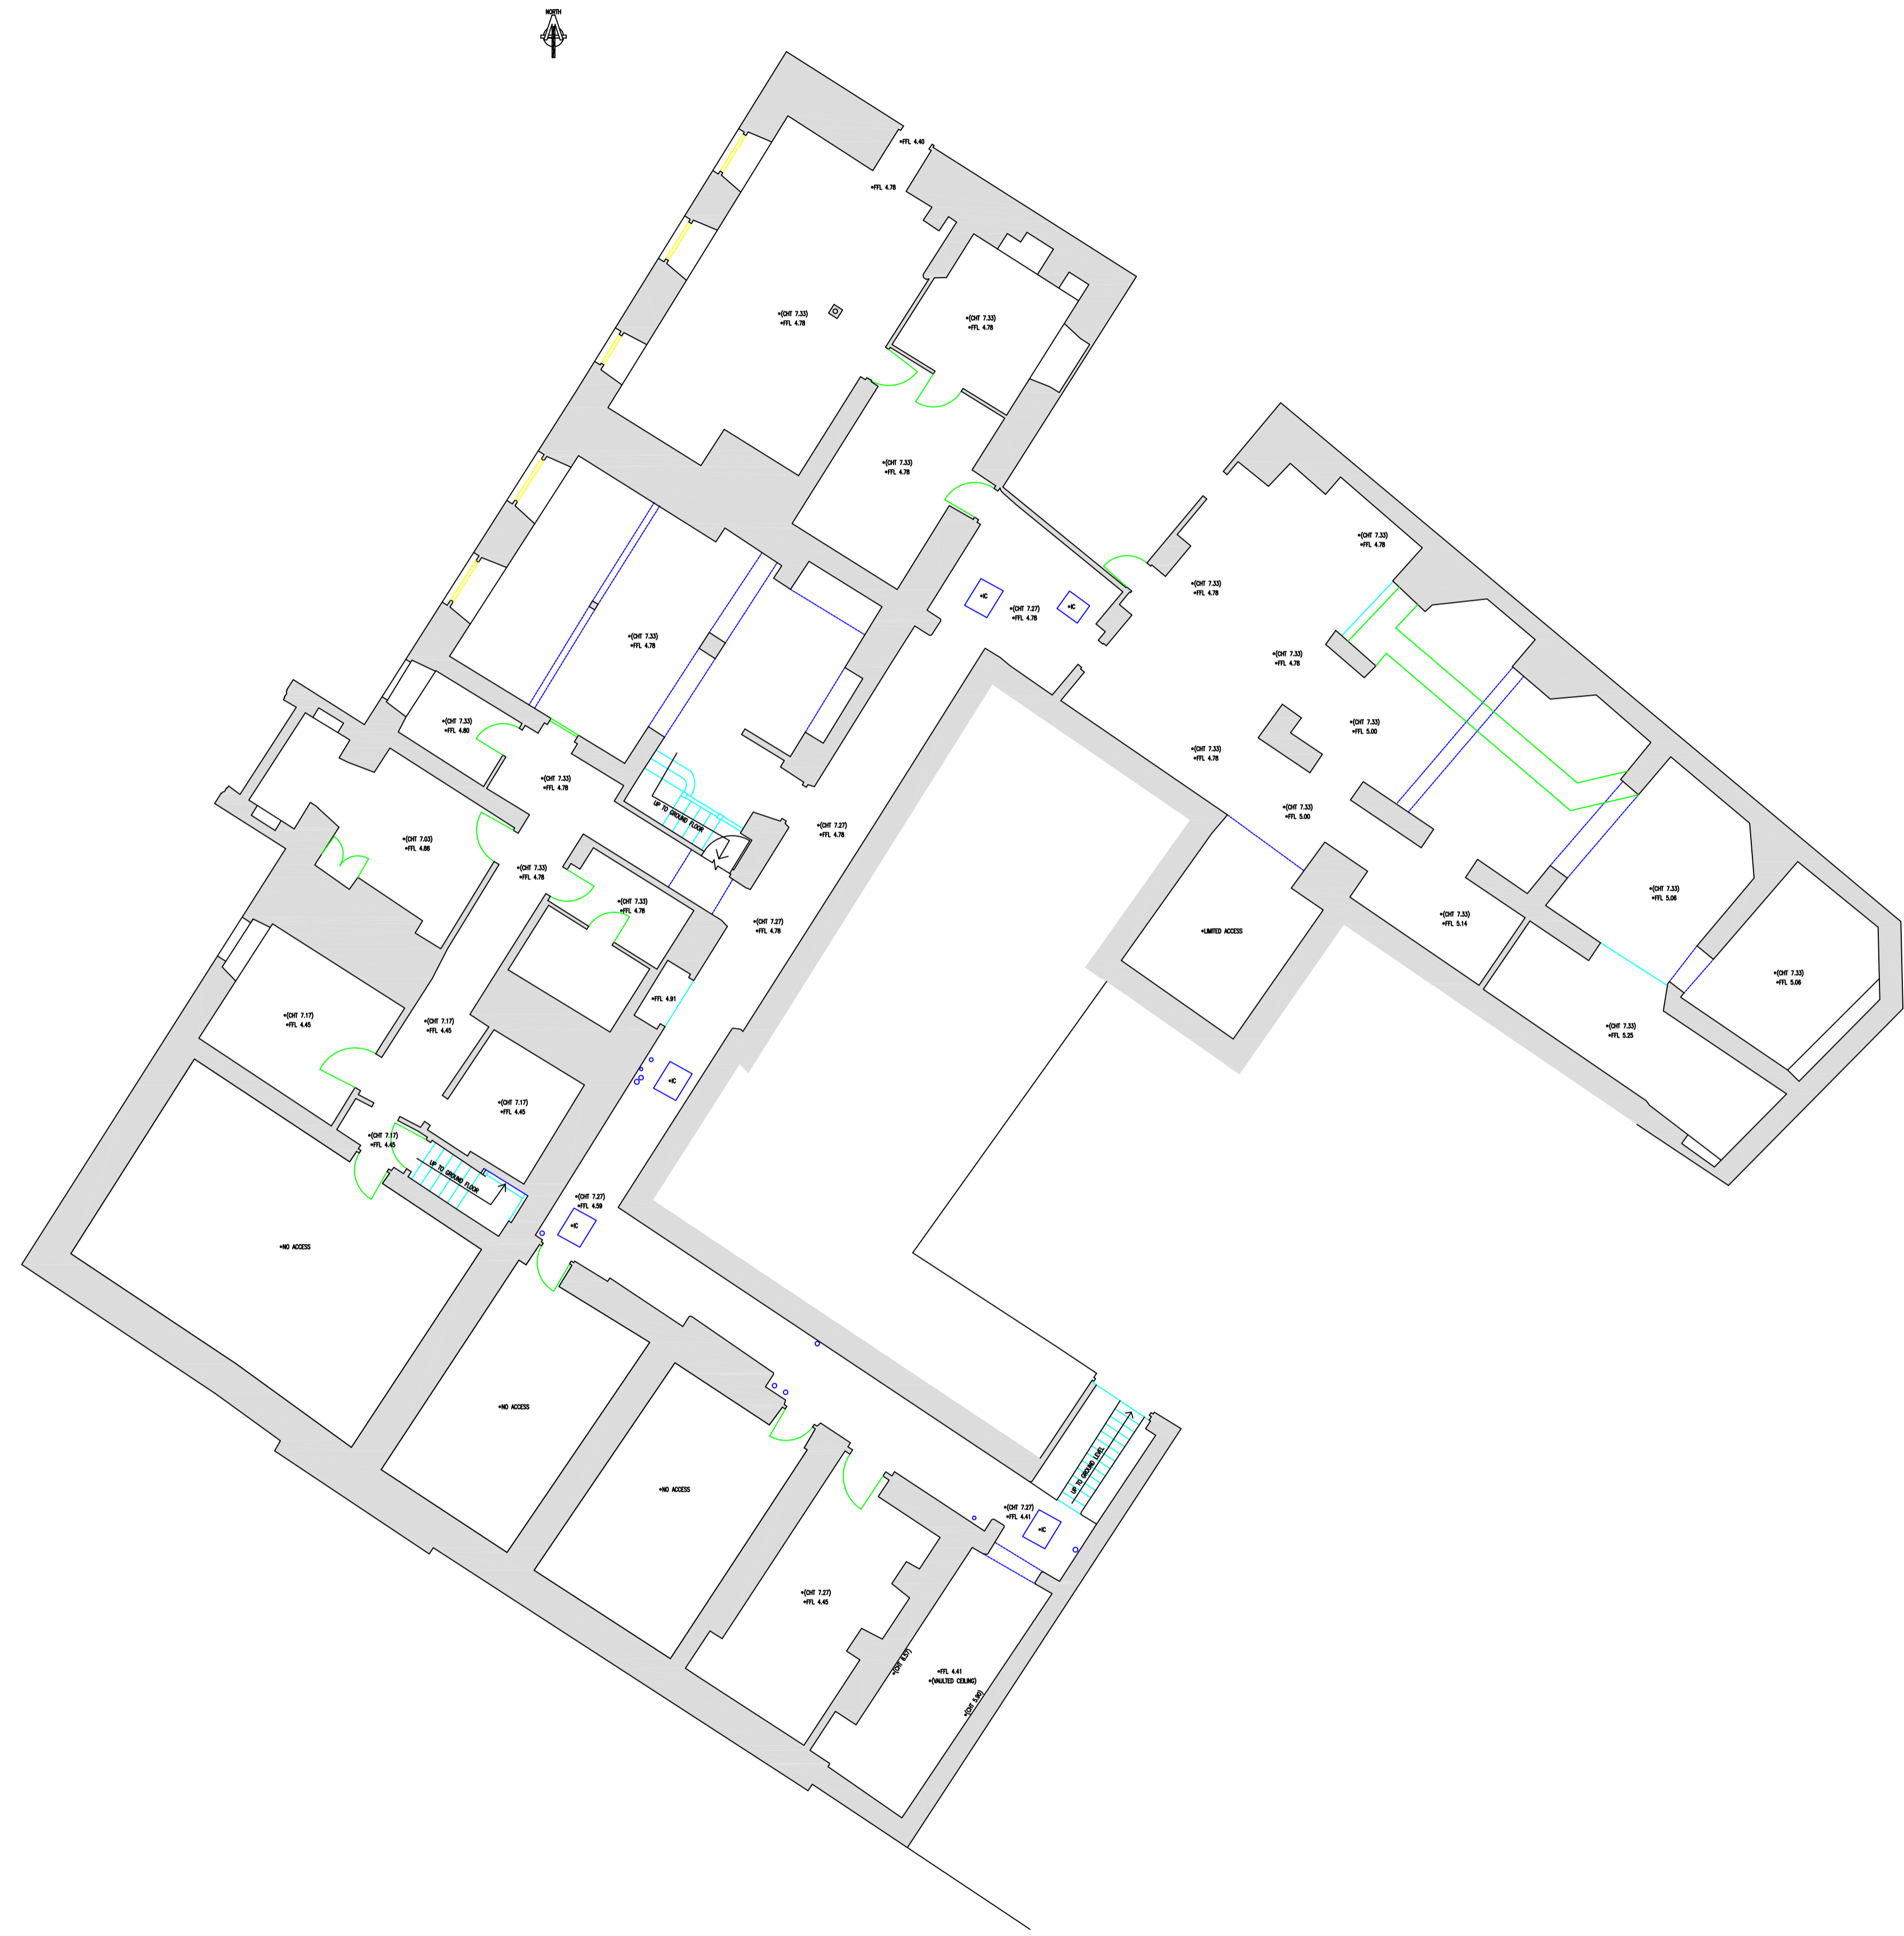 NORTH
+FFL 4.40
+FFL 4.78
+(CHT 7.33)
+FFL 4.78
+(CHT 7.33)
+FFL 4.78
+(CHT 7.33)
+FFL 4.78
+(CHT 7.33)
+FFL 4.78
+(CHT 7.33)
+FFL 4.78
+IC
+IC
+(CHT 7.27)
+FFL 4.78
+(CHT 7.33)
+FFL 4.78
+(CHT 7.33)
+FFL 4.78
+(CHT 7.33)
+FFL 4.80
+(CHT 7.33)
+FFL 5.00
+(CHT 7.33)
+FFL 4.78
+(CHT 7.33)
+FFL 4.78
+(CHT 7.33)
+FFL 5.00
UP TO GROUND FLOOR
+(CHT 7.27)
+FFL 4.78
+(CHT 7.03)
+FFL 4.88
+(CHT 7.33)
+FFL 4.78
+(CHT 7.33)
+FFL 4.78
+(CHT 7.33)
+FFL 5.06
+(CHT 7.33)
+FFL 5.14
+(CHT 7.27)
+FFL 4.78
+LIMITED ACCESS
+(CHT 7.33)
+FFL 5.06
+FFL 4.91
+(CHT 7.17)
+FFL 4.45
+(CHT 7.17)
+FFL 4.45
+(CHT 7.33)
+FFL 5.25
+IC
+(CHT 7.17)
+FFL 4.45
+(CHT 7.17)
+FFL 4.45
UP TO GROUND FLOOR
+(CHT 7.27)
+FFL 4.59
+IC
+NO ACCESS
+NO ACCESS
UP TO GROUND LEVEL
+NO ACCESS
+(CHT 7.27)
+FFL 4.41
+IC
+(CHT 7.27)
+FFL 4.45
+(CHT 6.57)
+FFL 4.41
+(VAULTED CEILING)
+(CHT 5.90)